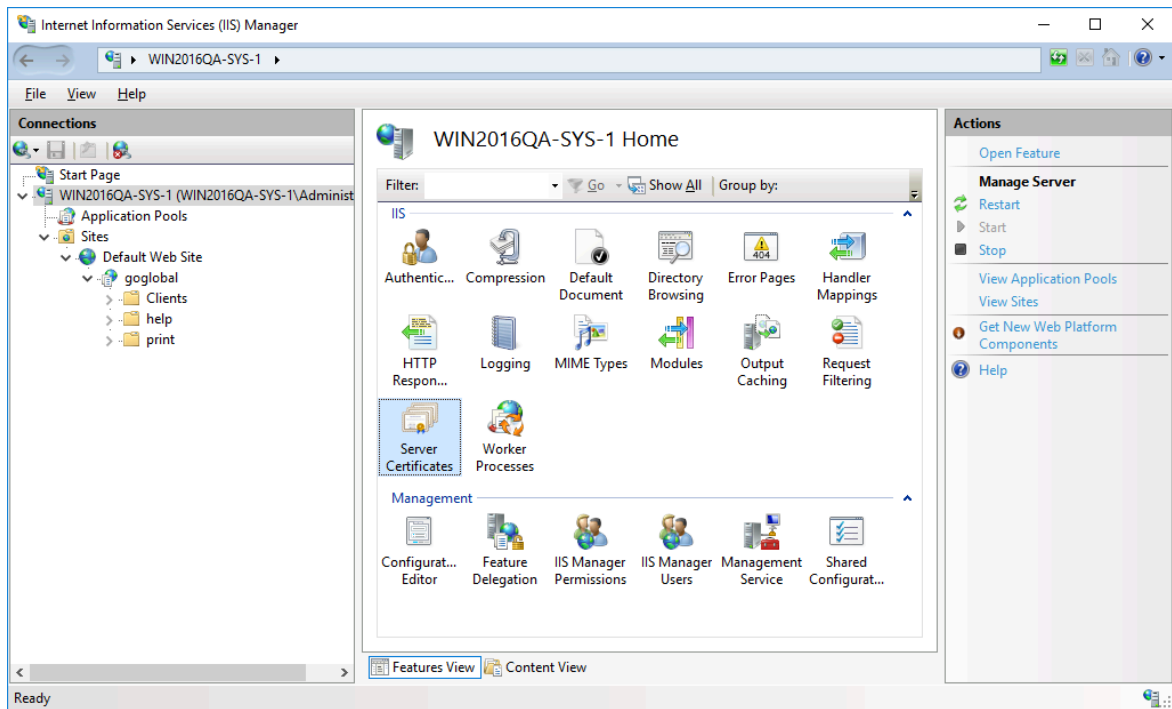 Internet Information Services (IIS) Manager
WIN2016QA-SYS-1
File View Help
Connections
Start Page
WIN2016QA-SYS-1 (WIN2016QA-SYS-1\Administ
Application Pools
Sites
Default Web Site
goglobal
Clients
help
print
WIN2016QA-SYS-1 Home
Filter: Go Show All Group by:
IIS
Authentic... Compression Default Document Directory Browsing Error Pages Handler Mappings
404
HTTP Respon... Logging MIME Types Modules Output Caching Request Filtering
Server Certificates Worker Processes
Management
Configurat... Editor Feature Delegation IIS Manager Permissions IIS Manager Users Management Service Shared Configurat...
Features View Content View
Actions
Open Feature
Manage Server
Restart
Start
Stop
View Application Pools
View Sites
Get New Web Platform
Components
Help
Ready